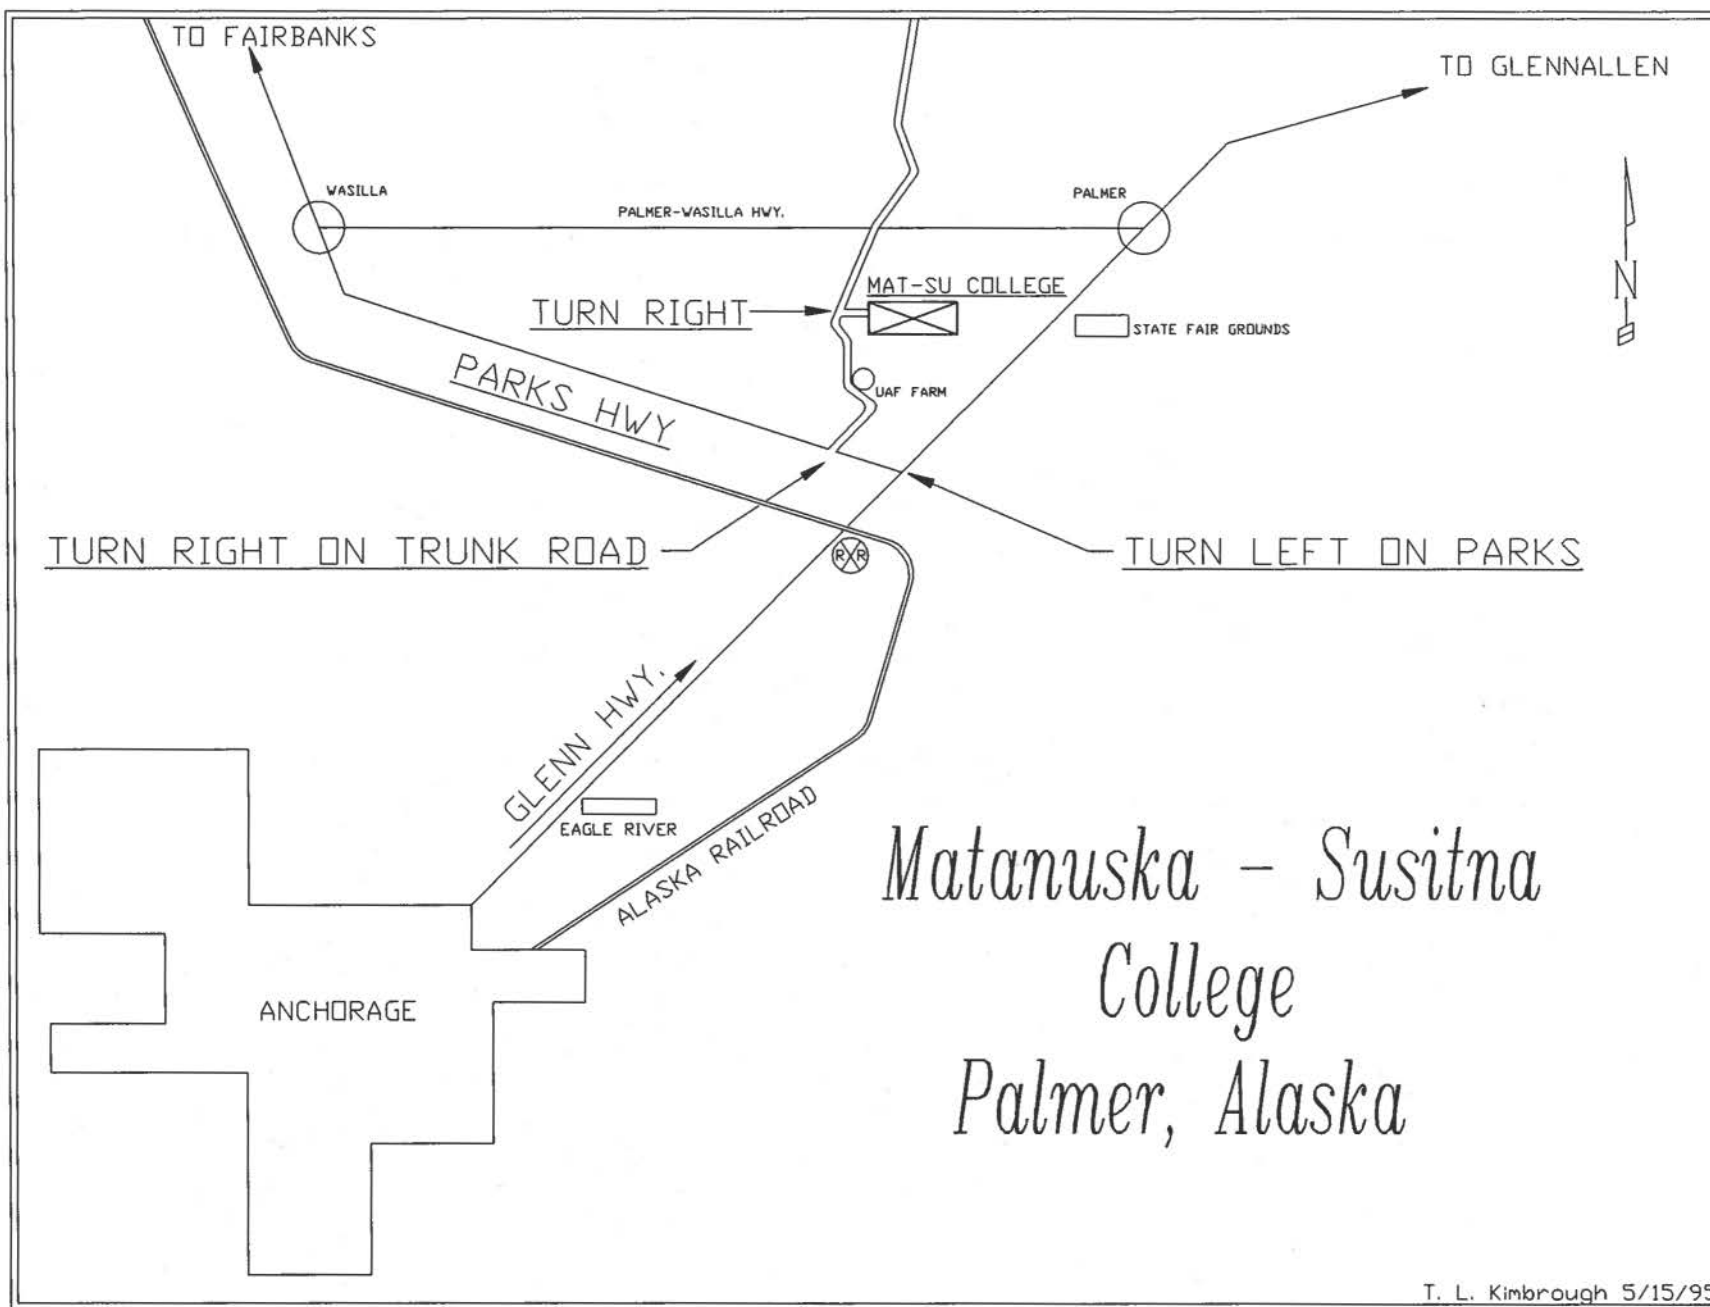 TO FAIRBANKS
TO GLENNALLEN
WASILLA
PALMER
PALMER-WASILLA HWY.
N
MAT-SU COLLEGE
TURN RIGHT
STATE FAIR GROUNDS
PARKS HWY
UAF FARM
TURN RIGHT ON TRUNK ROAD
TURN LEFT ON PARKS
R R
GLENN HWY.
EAGLE RIVER
ALASKA RAILROAD
ANCHORAGE
Matanuska - Susitna
College
Palmer, Alaska
T. L. Kimbrough 5/15/95